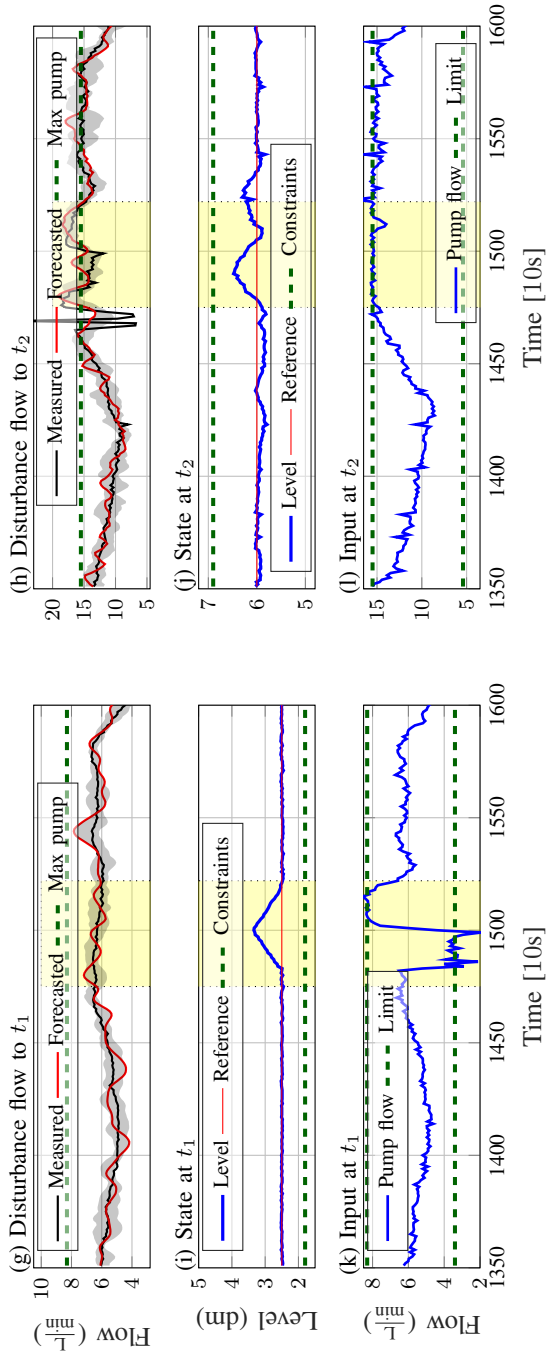 (g) Disturbance flow to t₁
Measured Forecasted Max pump
10
8
6
4
Flow (L/min)
(h) Disturbance flow to t₂
Measured Forecasted Max pump
20
15
10
5
(i) State at t₁
Level Reference Constraints
5
4
3
2
Level (dm)
(j) State at t₂
Level Reference Constraints
7
6
5
(k) Input at t₁
Pump flow Limit
8
6
4
2
Flow (L/min)
1350 1400 1450 1500 1550 1600
Time [10s]
(l) Input at t₂
Pump flow Limit
15
10
5
1350 1400 1450 1500 1550 1600
Time [10s]